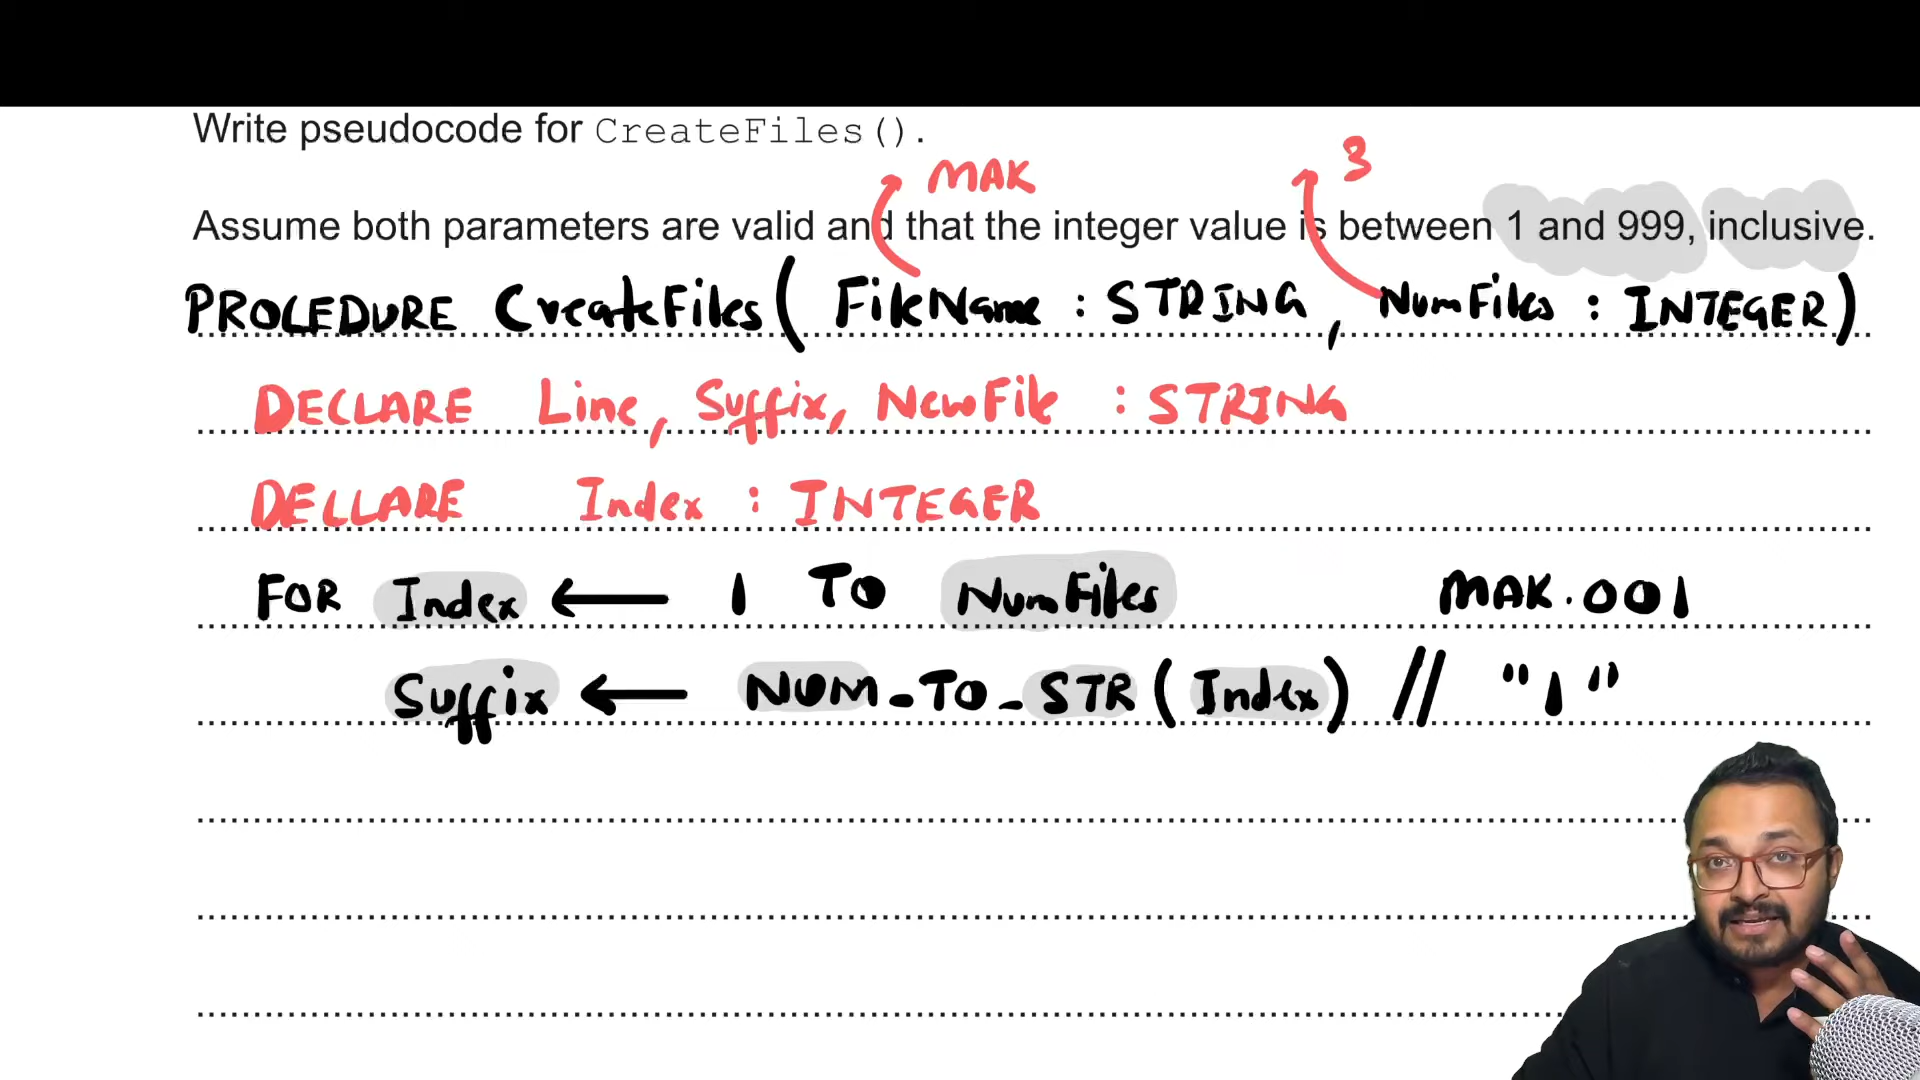 Write pseudocode for CreateFiles().
MAK 3
Assume both parameters are valid and that the integer value is between 1 and 999, inclusive.
PROCEDURE CreateFiles( FileName : STRING , NumFiles : INTEGER)
DECLARE Line, Suffix, NewFile : STRING
DELLARE Index : INTEGER
FOR Index ← 1 TO NumFiles MAK.001
Suffix ← NUM_TO_STR(Index) // "1"